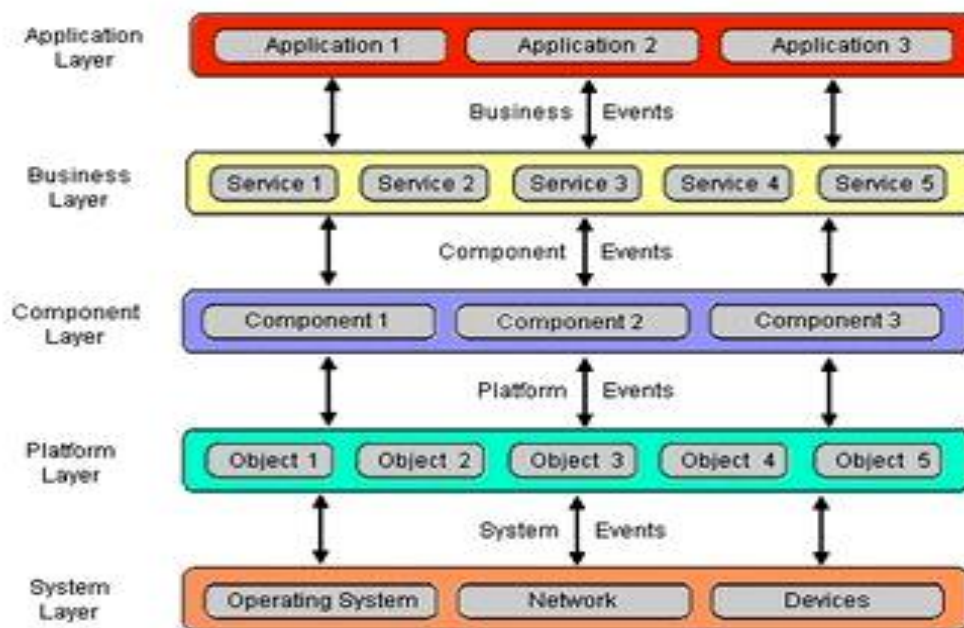 Application
Layer
Application 1
Application 2
Application 3
Business Events
Business
Layer
Service 1
Service 2
Service 3
Service 4
Service 5
Component Events
Component
Layer
Component 1
Component 2
Component 3
Platform Events
Platform
Layer
Object 1
Object 2
Object 3
Object 4
Object 5
System Events
System
Layer
Operating System
Network
Devices